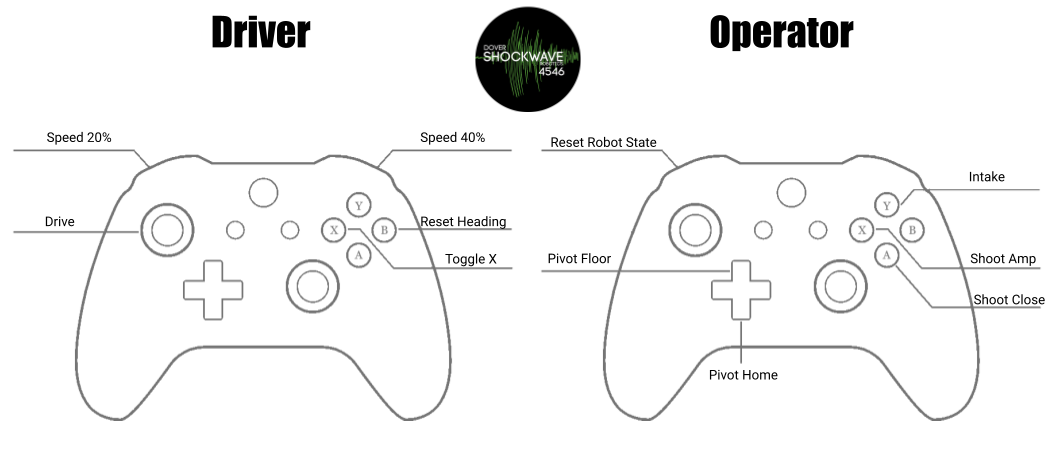 Driver
Operator
DOVER
SHOCKWAVE
4546
Speed 20%
Speed 40%
Reset Robot State
Intake
Y
Y
Drive
X
B
Reset Heading
X
B
A
Toggle X
Pivot Floor
A
Shoot Amp
Shoot Close
Pivot Home